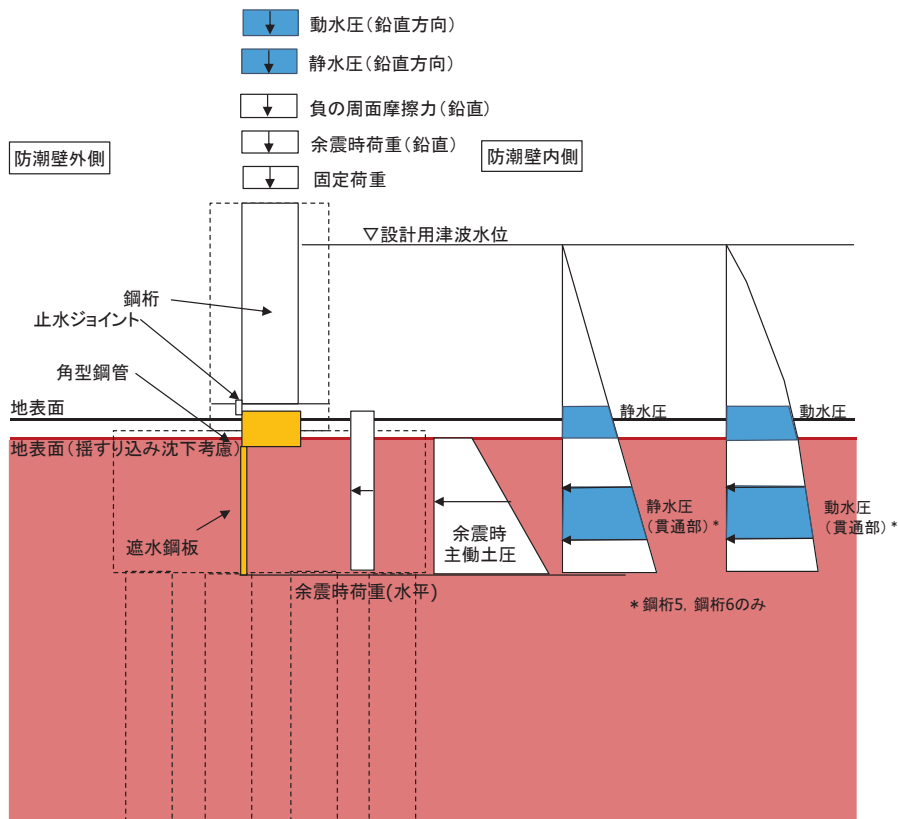 動水圧(鉛直方向)
静水圧(鉛直方向)
負の周面摩擦力(鉛直)
余震時荷重(鉛直)
固定荷重
防潮壁外側
防潮壁内側
▽設計用津波水位
鋼桁
止水ジョイント
角型鋼管
地表面
地表面(揺すり込み沈下考慮)
静水圧
動水圧
静水圧
(貫通部)*
動水圧
(貫通部)*
余震時
主働土圧
遮水鋼板
余震時荷重(水平)
*鋼桁5, 鋼桁6のみ